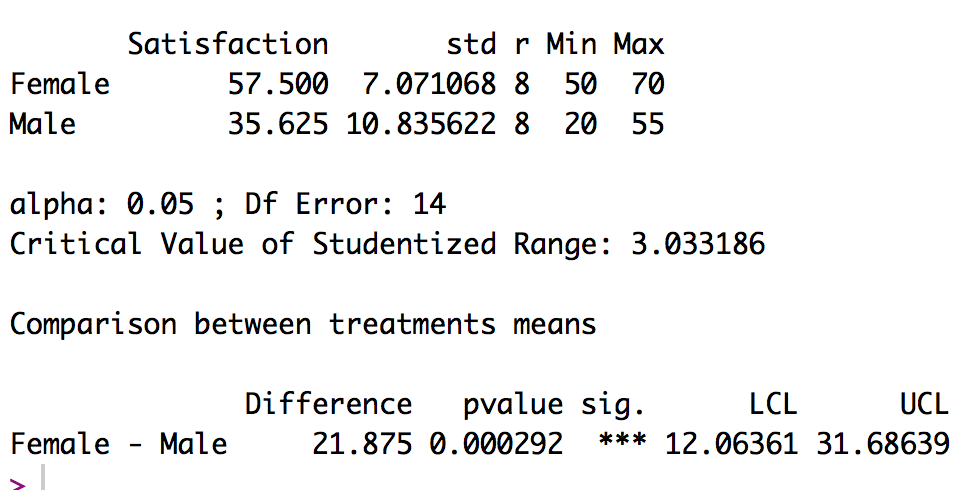 Satisfaction std r Min Max
Female 57.500 7.071068 8 50 70
Male 35.625 10.835622 8 20 55
alpha: 0.05 ; Df Error: 14
Critical Value of Studentized Range: 3.033186
Comparison between treatments means
Difference pvalue sig. LCL UCL
Female - Male 21.875 0.000292 *** 12.06361 31.68639
>